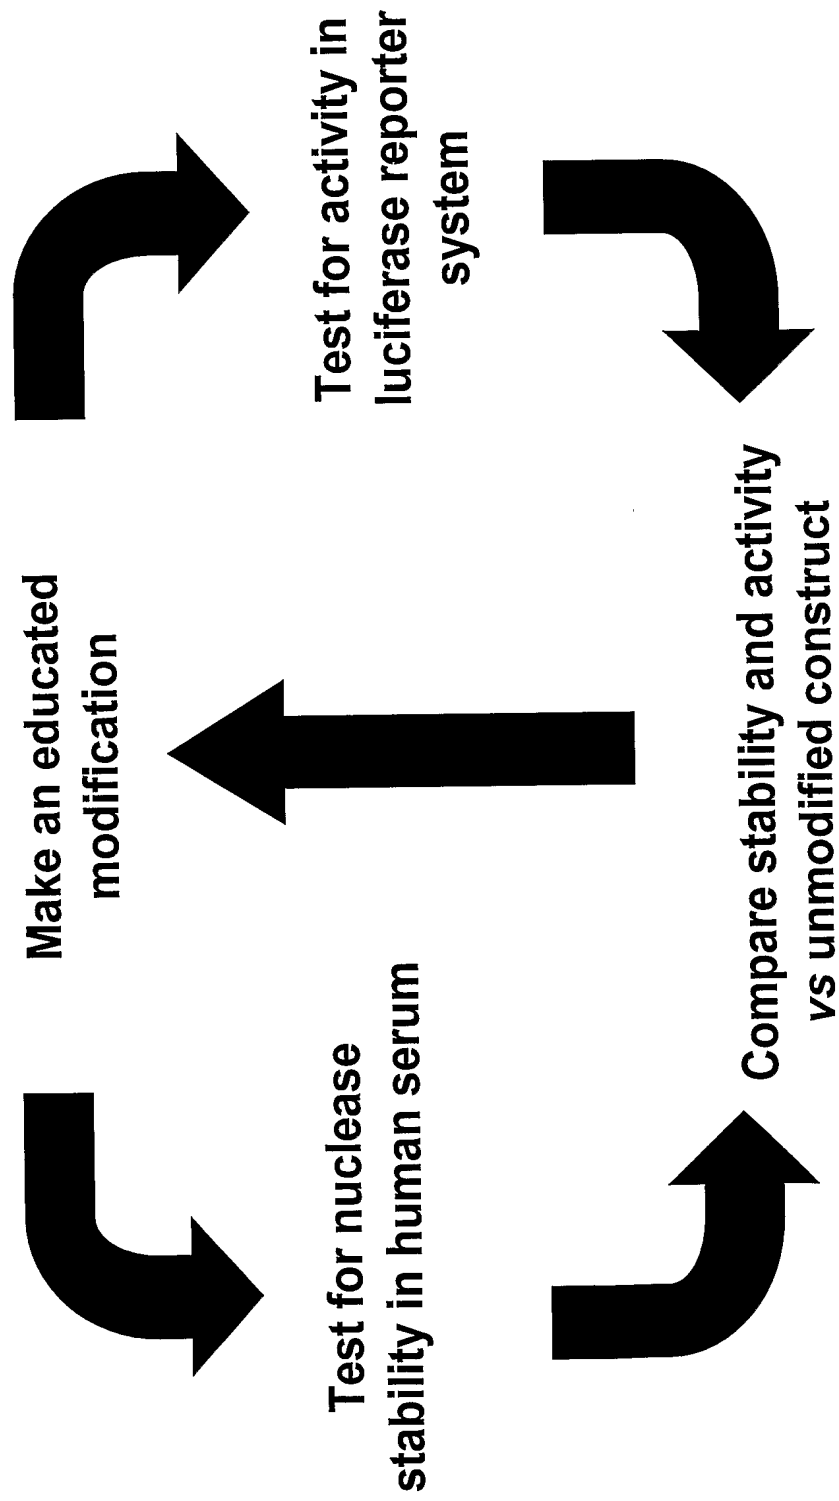 Make an educated
modification
Test for nuclease
stability in human serum
Test for activity in
luciferase reporter
system
Compare stability and activity
vs unmodified construct